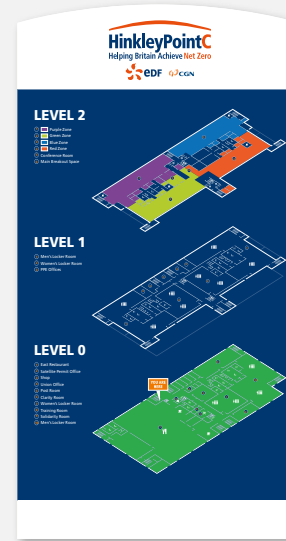 HinkleyPointC
Helping Britain Achieve Net Zero
eDF
CGN
LEVEL 2
Purple Zone
Green Zone
Blue Zone
Red Zone
Conference Room
Main Breakout Space
LEVEL 1
Men's Locker Room
Women's Locker Room
PPE Offices
LEVEL 0
East Restaurant
Satellite Permit Office
Shop
Union Office
Pod Room
Clarity Room
Women's Locker Room
Training Room
Solidarity Room
Men's Locker Room
YOU ARE
HERE